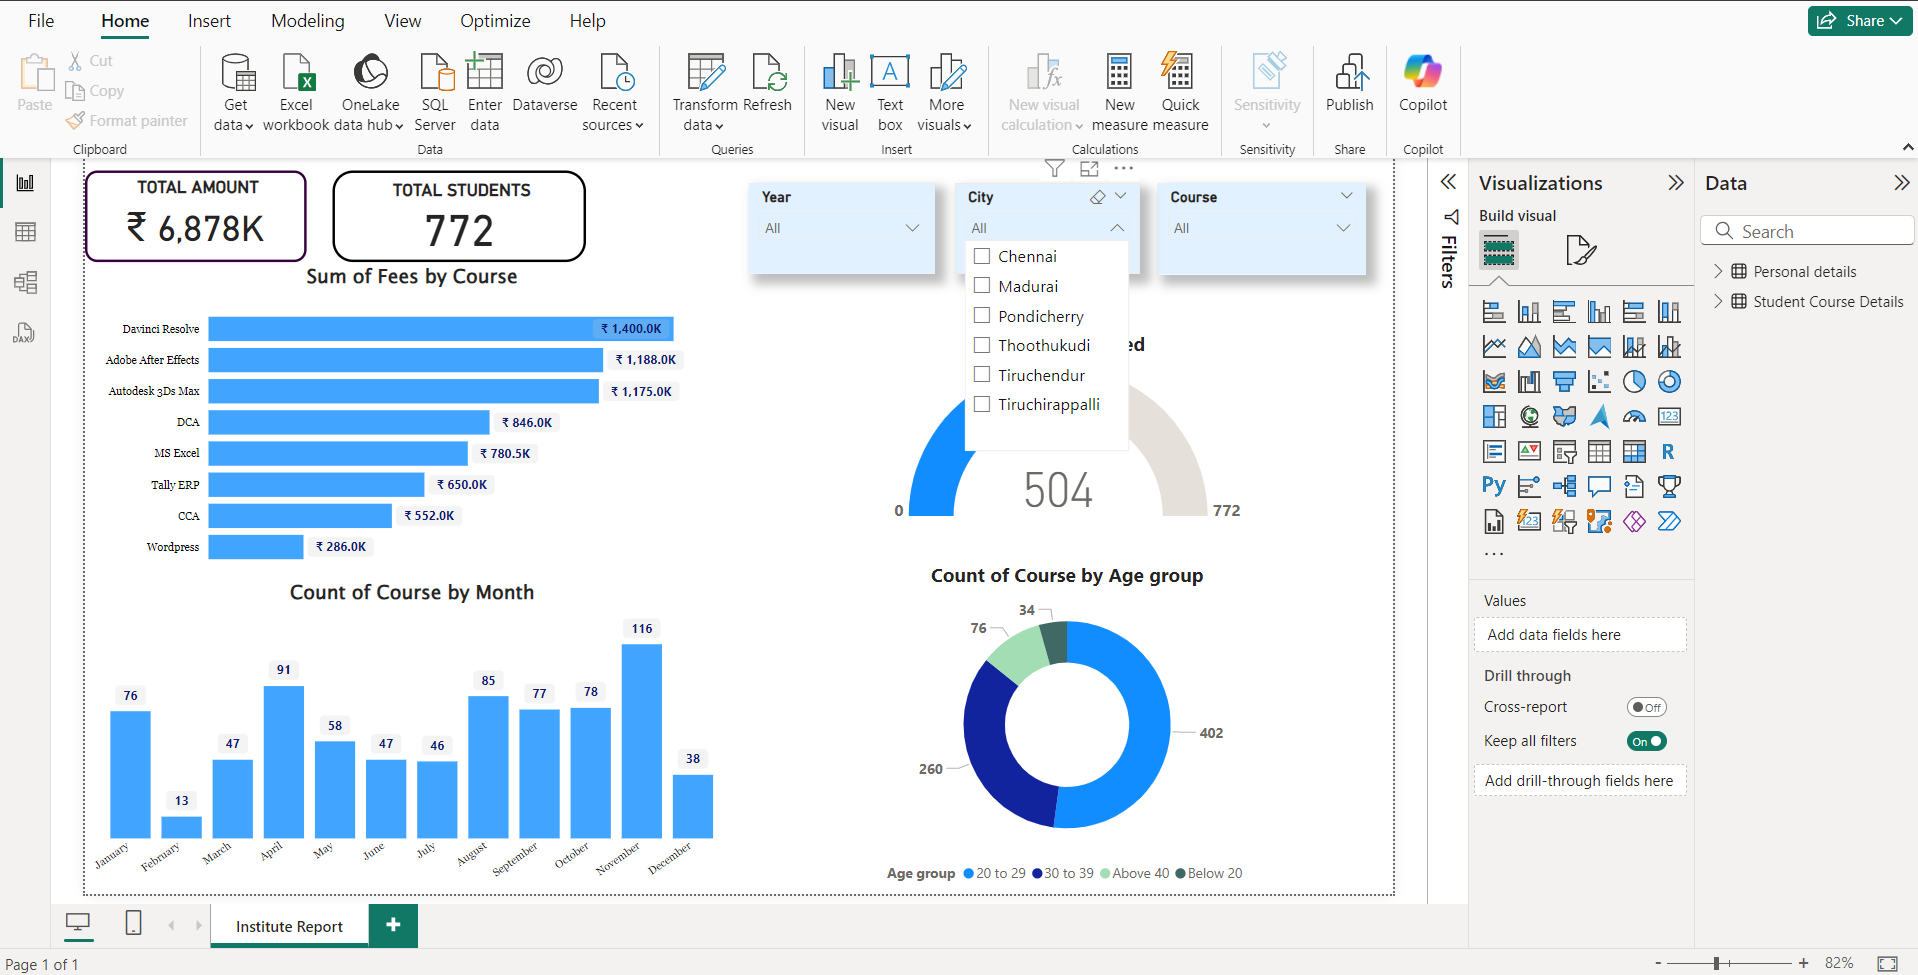 File Home Insert Modeling View Optimize Help
Share
Paste
Cut
Copy
Format painter
Clipboard
Get data
Excel workbook
OneLake data hub
SQL Server
Enter data
Dataverse
Recent sources
Data
Transform data
Refresh
Queries
New visual
Text box
More visuals
Insert
New visual calculation
New measure
Quick measure
Calculations
Sensitivity
Sensitivity
Publish
Share
Copilot
Copilot
TOTAL AMOUNT
₹ 6,878K
TOTAL STUDENTS
772
Year
All
City
All
Chennai
Madurai
Pondicherry
Thoothukudi
Tiruchendur
Tiruchirappalli
Course
All
Sum of Fees by Course
Davinci Resolve ₹ 1,400.0K
Adobe After Effects ₹ 1,188.0K
Autodesk 3Ds Max ₹ 1,175.0K
DCA ₹ 846.0K
MS Excel ₹ 780.5K
Tally ERP ₹ 650.0K
CCA ₹ 552.0K
Wordpress ₹ 286.0K
504
0
772
Count of Course by Month
76
13
47
91
58
47
46
85
77
78
116
38
January
February
March
April
May
June
July
August
September
October
November
December
Count of Course by Age group
34
76
402
260
Age group 20 to 29 30 to 39 Above 40 Below 20
Filters
Visualizations
Build visual
123
R
Py
123
...
Values
Add data fields here
Drill through
Cross-report Off
Keep all filters On
Add drill-through fields here
Data
Search
Personal details
Student Course Details
DAX
Institute Report
+
Page 1 of 1
- + 82%